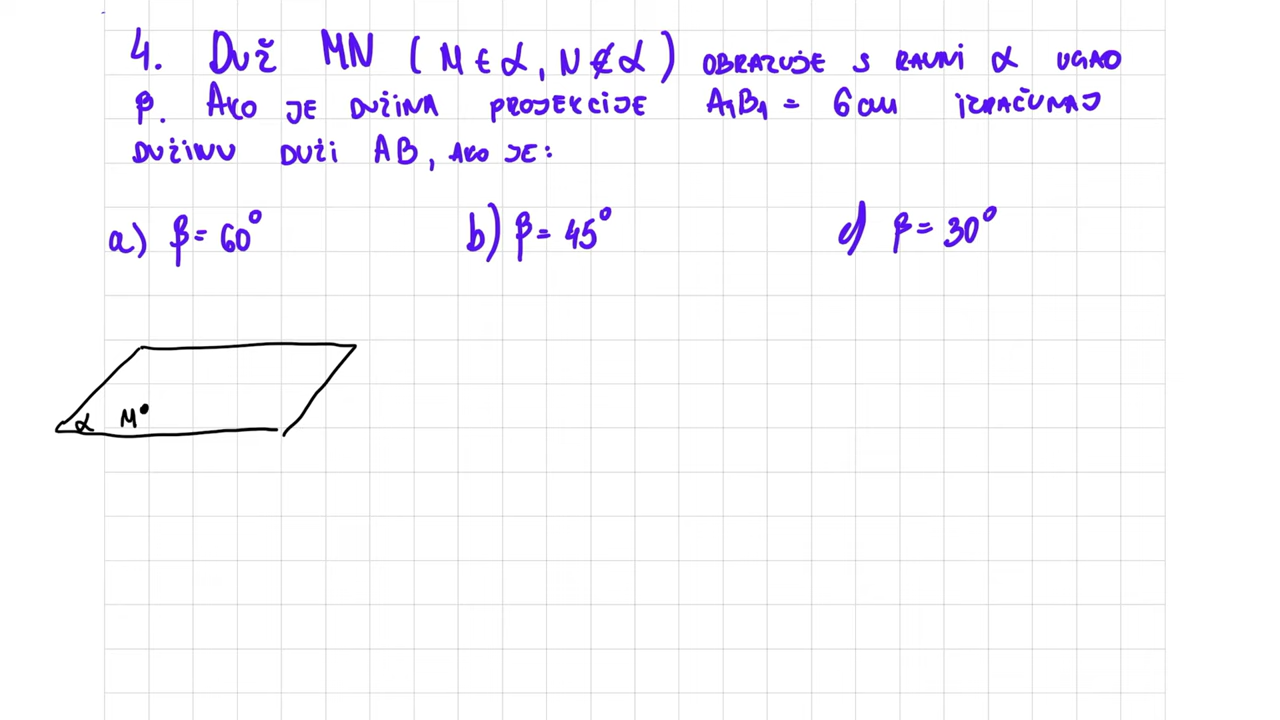 4. Duž MN ( M ∈ α, N ∉ α ) OBRAZUJE S RAVNI α UGAO
β. AKO JE DUŽINA PROJEKCIJE A₁B₁ = 6cm IZRAČUNAJ
DUŽINU DUŽI AB, AKO JE:
a) β = 60° b) β = 45° c) β = 30°
α M